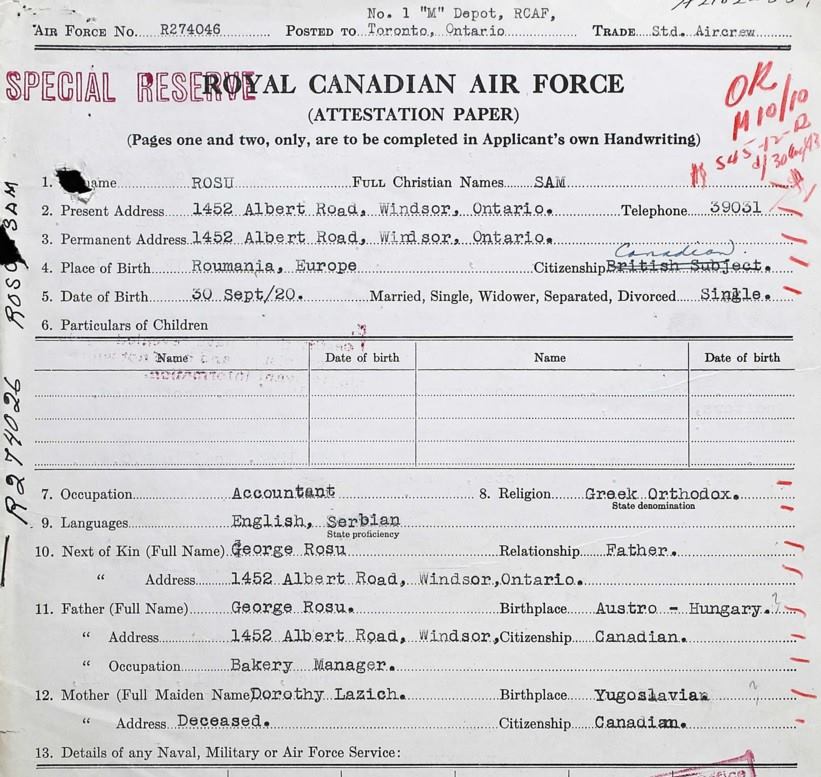 No. 1 "M" Depot, RCAF,
AIR FORCE NO. R274046 POSTED TO Toronto, Ontario TRADE Std. Aircrew
SPECIAL RESERVE
ROYAL CANADIAN AIR FORCE
OK
(ATTESTATION PAPER)
M 10/10
(Pages one and two, only, are to be completed in Applicant's own Handwriting)
1. name ROSU FULL CHRISTIAN NAMES SAM
2. Present Address 1452 Albert Road, Windsor, Ontario. Telephone 39031
3. Permanent Address 1452 Albert Road, Windsor, Ontario.
Canadian.
4. Place of Birth Roumania, Europe Citizenship British Subject.
5. Date of Birth 30 Sept/20. Married, Single, Widower, Separated, Divorced Single.
6. Particulars of Children
Name Date of birth Name Date of birth
7. Occupation Accountant 8. Religion Greek Orthodox.
State denomination
9. Languages English, Serbian
State proficiency
10. Next of Kin (Full Name) George Rosu Relationship Father.
" Address 1452 Albert Road, Windsor, Ontario.
11. Father (Full Name) George Rosu. Birthplace Austro - Hungary. ?
" Address 1452 Albert Road, Windsor, Citizenship Canadian.
" Occupation Bakery Manager.
12. Mother (Full Maiden Name) Dorothy Lazich. Birthplace Yugoslavia. ?
" Address Deceased. Citizenship Canadian.
13. Details of any Naval, Military or Air Force Service:
R274026 ROSU SAM